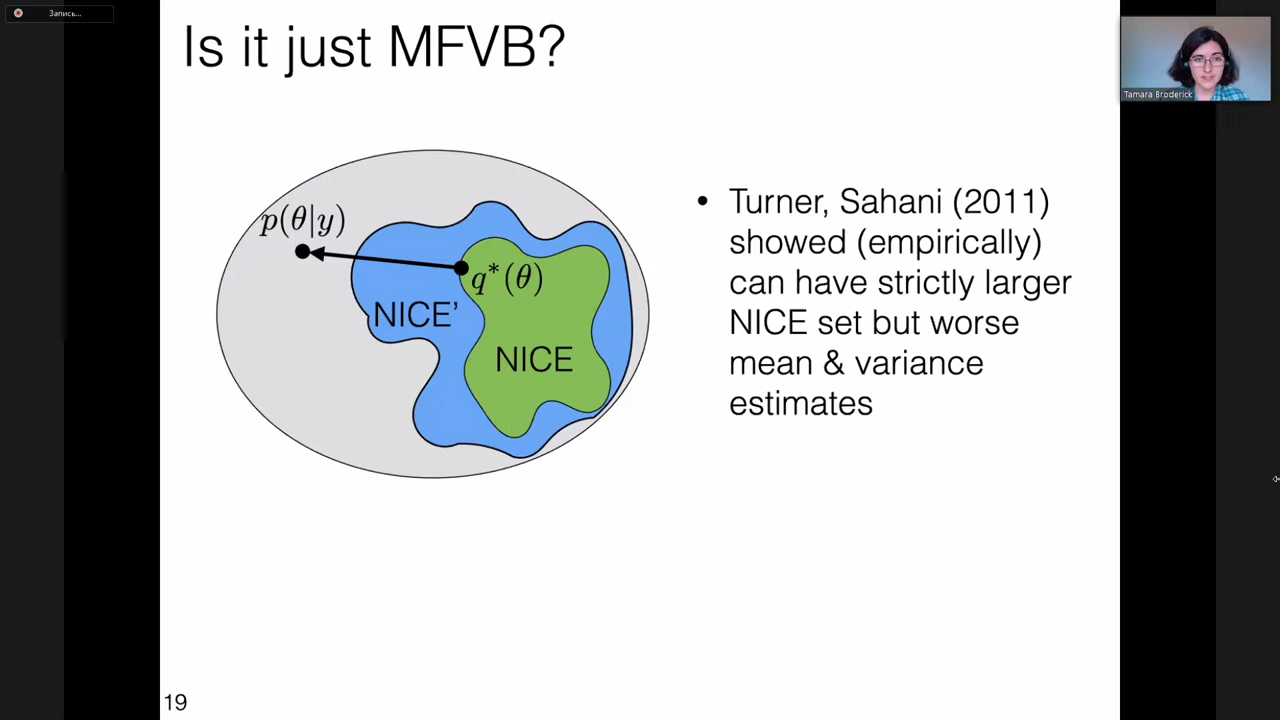 Запись...
Is it just MFVB?
Tamara Broderick
p(θ|y)
q*(θ)
NICE'
NICE
• Turner, Sahani (2011)
showed (empirically)
can have strictly larger
NICE set but worse
mean & variance
estimates
19